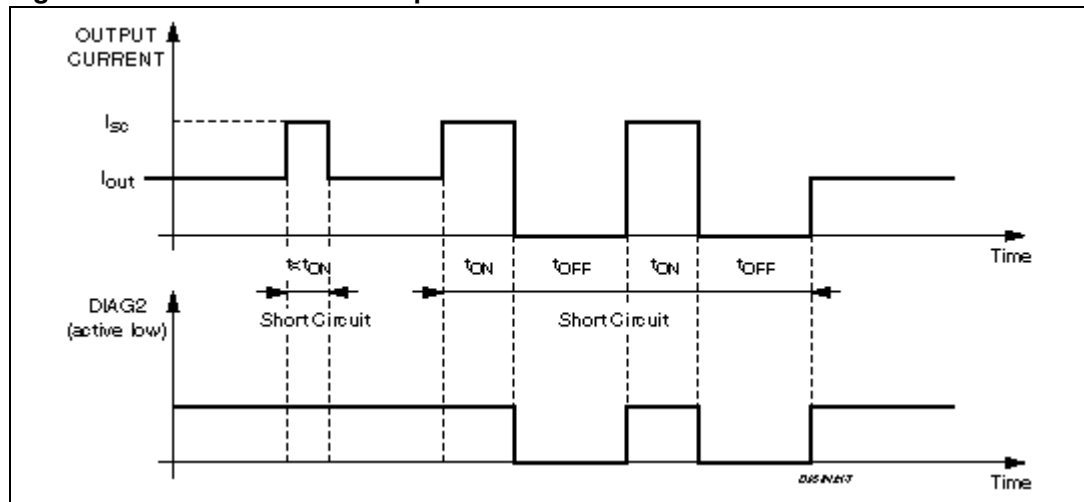 OUTPUT
CURRENT
Isc
Iout
Time
t<tON
tON
tOFF
tON
tOFF
DIAG2
(active low)
Short Circuit
Short Circuit
Time